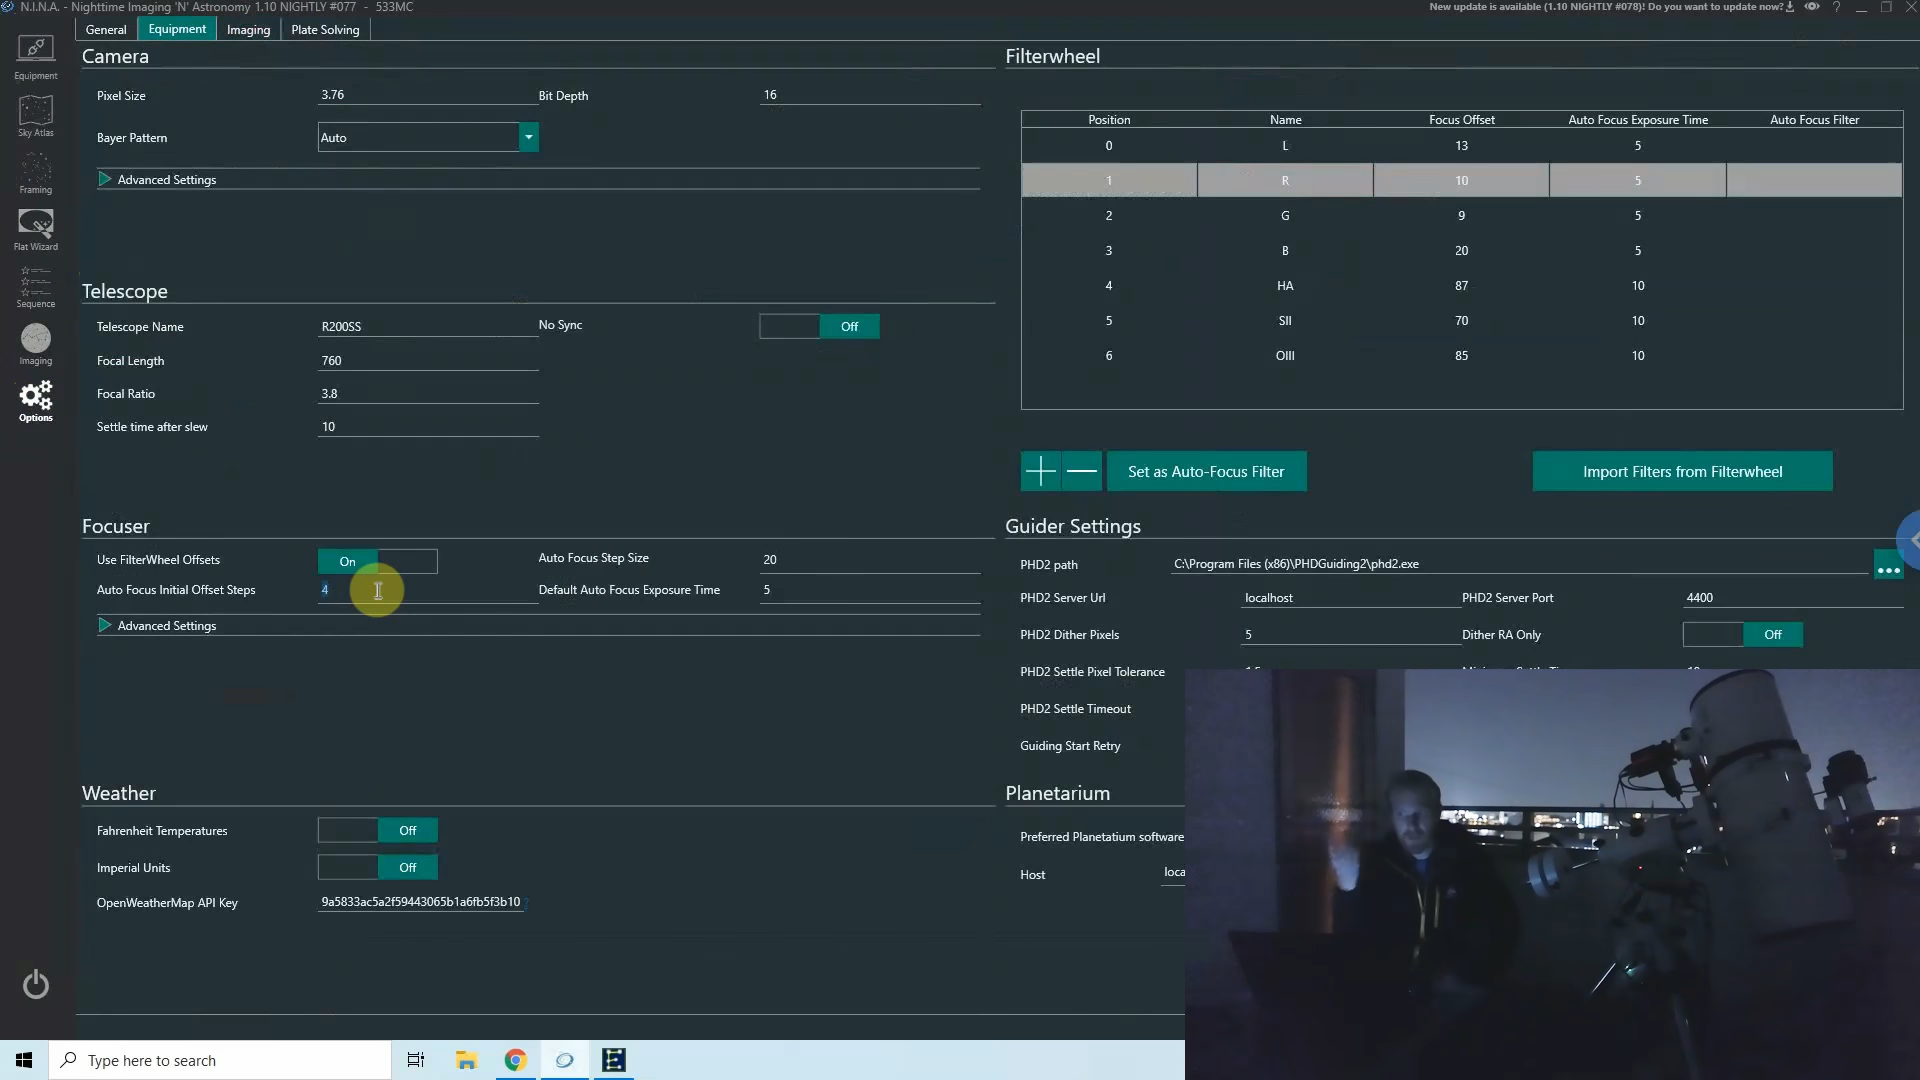 N.I.N.A. - Nighttime Imaging 'N' Astronomy 1.10 NIGHTLY #077 - 533MC
New update is available (1.10 NIGHTLY #078)! Do you want to update now?
General Equipment Imaging Plate Solving
Equipment
Sky Atlas
Framing
Flat Wizard
Sequence
Imaging
Options
Camera
Pixel Size 3.76 Bit Depth 16
Bayer Pattern Auto
Advanced Settings
Telescope
Telescope Name R200SS No Sync Off
Focal Length 760
Focal Ratio 3.8
Settle time after slew 10
Focuser
Use FilterWheel Offsets On Auto Focus Step Size 20
Auto Focus Initial Offset Steps 4 Default Auto Focus Exposure Time 5
Advanced Settings
Weather
Fahrenheit Temperatures Off
Imperial Units Off
OpenWeatherMap API Key 9a5833ac5a2f59443065b1a6fb5f3b10 ?
Filterwheel
Position Name Focus Offset Auto Focus Exposure Time Auto Focus Filter
0 L 13 5
1 R 10 5
2 G 9 5
3 B 20 5
4 HA 87 10
5 SII 70 10
6 OIII 85 10
Set as Auto-Focus Filter Import Filters from Filterwheel
Guider Settings
PHD2 path C:\Program Files (x86)\PHDGuiding2\phd2.exe ...
PHD2 Server Url localhost PHD2 Server Port 4400
PHD2 Dither Pixels 5 Dither RA Only Off
PHD2 Settle Pixel Tolerance
PHD2 Settle Timeout
Guiding Start Retry
Planetarium
Preferred Planetatium software
Host loca
Type here to search